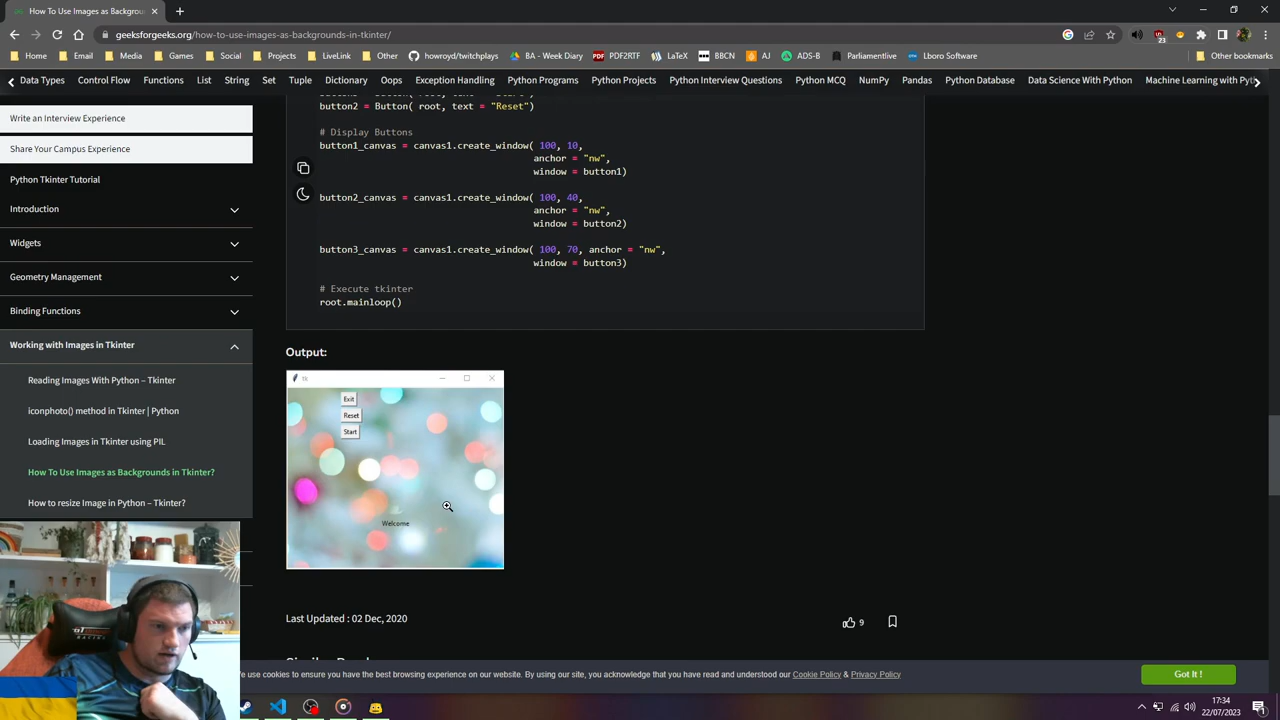 How To Use Images as Backgroun
geeksforgeeks.org/how-to-use-images-as-backgrounds-in-tkinter/
23
Home Email Media Games Social Projects LiveLink Other howroyd/twitchplays BA - Week Diary PDF2RTF LaTeX BBCN AJ ADS-B Parliamentlive Lboro Software
Data Types Control Flow Functions List String Set Tuple Dictionary Oops Exception Handling Python Programs Python Projects Python Interview Questions Python MCQ NumPy Pandas Python Database Data Science With Python Machine Learning with Pyt
Write an Interview Experience
Share Your Campus Experience
Python Tkinter Tutorial
Introduction
Widgets
Geometry Management
Binding Functions
Working with Images in Tkinter
Reading Images With Python – Tkinter
iconphoto() method in Tkinter | Python
Loading Images in Tkinter using PIL
How To Use Images as Backgrounds in Tkinter?
How to resize Image in Python – Tkinter?
button2 = Button( root, text = "Reset")
# Display Buttons
button1_canvas = canvas1.create_window( 100, 10,
anchor = "nw",
window = button1)
button2_canvas = canvas1.create_window( 100, 40,
anchor = "nw",
window = button2)
button3_canvas = canvas1.create_window( 100, 70, anchor = "nw",
window = button3)
# Execute tkinter
root.mainloop()
Output:
tk
Exit
Reset
Start
Welcome
Last Updated : 02 Dec, 2020
9
We use cookies to ensure you have the best browsing experience on our website. By using our site, you acknowledge that you have read and understood our Cookie Policy & Privacy Policy
Got It !
17:34
22/07/2023